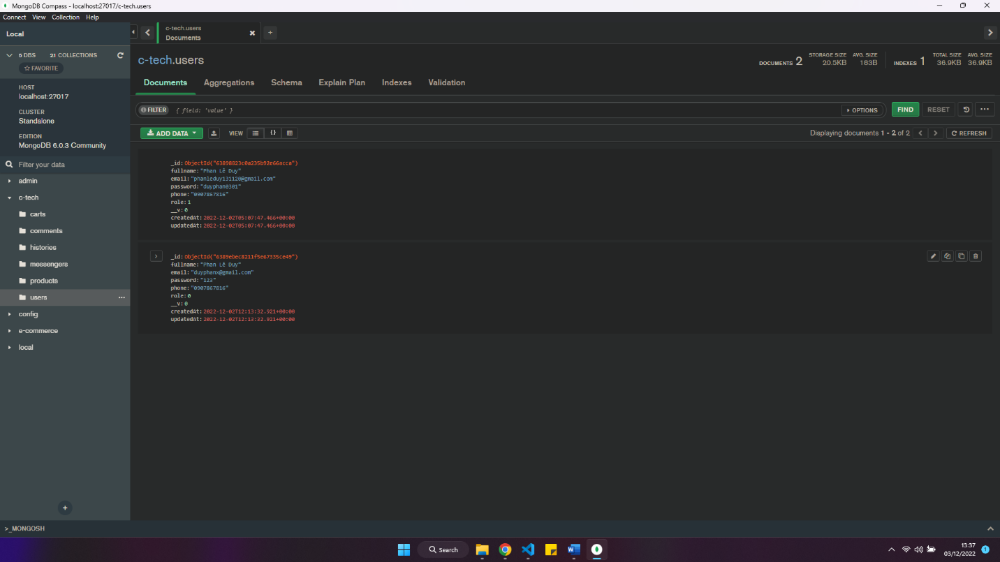 MongoDB Compass - localhost:27017/c-tech.users
Connect View Collection Help
Local
5 DBS 21 COLLECTIONS
FAVORITE
HOST
localhost:27017
CLUSTER
Standalone
EDITION
MongoDB 6.0.3 Community
Filter your data
admin
c-tech
carts
comments
histories
messengers
products
users
config
e-commerce
local
c-tech.users
Documents
c-tech.users
DOCUMENTS 2
STORAGE SIZE
20.5KB
AVG. SIZE
183B
INDEXES 1
TOTAL SIZE
36.9KB
AVG. SIZE
36.9KB
Documents Aggregations Schema Explain Plan Indexes Validation
FILTER { field: 'value' } OPTIONS FIND RESET
ADD DATA VIEW {} Displaying documents 1 - 2 of 2 REFRESH
_id: ObjectId("63898823c0a235b92e66acca")
fullname: "Phan Lê Duy"
email: "phanleduy131120@gmail.com"
password: "duyphan0301"
phone: "0907867816"
role: 1
__v: 0
createdAt: 2022-12-02T05:07:47.466+00:00
updatedAt: 2022-12-02T05:07:47.466+00:00
_id: ObjectId("6389ebec8211f5e67335ce49")
fullname: "Phan Lê Duy"
email: "duyphanx@gmail.com"
password: "123"
phone: "0907867816"
role: 0
__v: 0
createdAt: 2022-12-02T12:13:32.921+00:00
updatedAt: 2022-12-02T12:13:32.921+00:00
>_MONGOSH
Search
13:37
03/12/2022
1